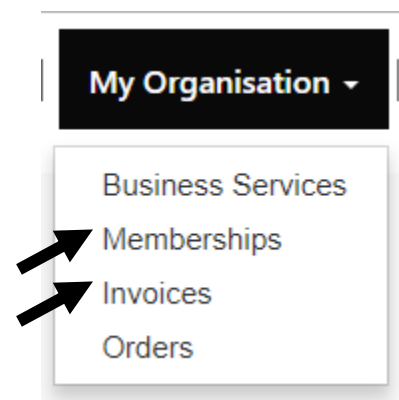 My Organisation
Business Services
Memberships
Invoices
Orders